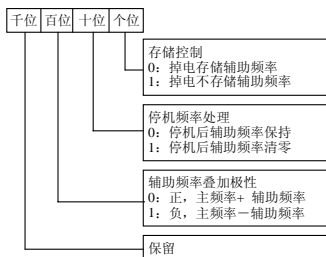 千位 百位 十位 个位
存储控制
0：掉电存储辅助频率
1：掉电不存储辅助频率
停机频率处理
0：停机后辅助频率保持
1：停机后辅助频率清零
辅助频率叠加极性
0：正，主频率+ 辅助频率
1：负，主频率－辅助频率
保留